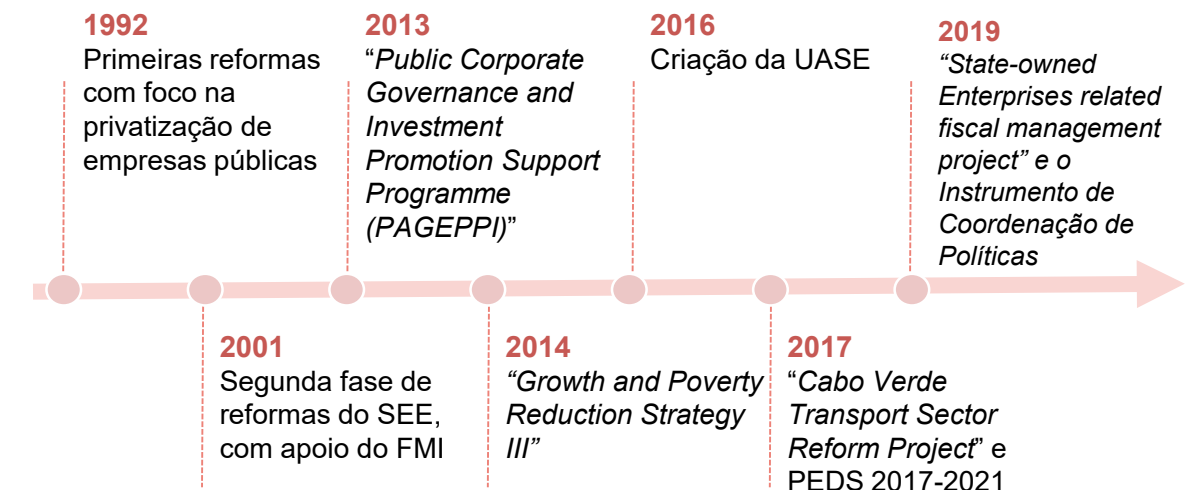 1992
Primeiras reformas
com foco na
privatização de
empresas públicas
2013
“Public Corporate
Governance and
Investment
Promotion Support
Programme
(PAGEPPI)”
2016
Criação da UASE
2019
“State-owned
Enterprises related
fiscal management
project” e o
Instrumento de
Coordenação de
Políticas
2001
Segunda fase de
reformas do SEE,
com apoio do FMI
2014
“Growth and Poverty
Reduction Strategy
III”
2017
“Cabo Verde
Transport Sector
Reform Project” e
PEDS 2017-2021